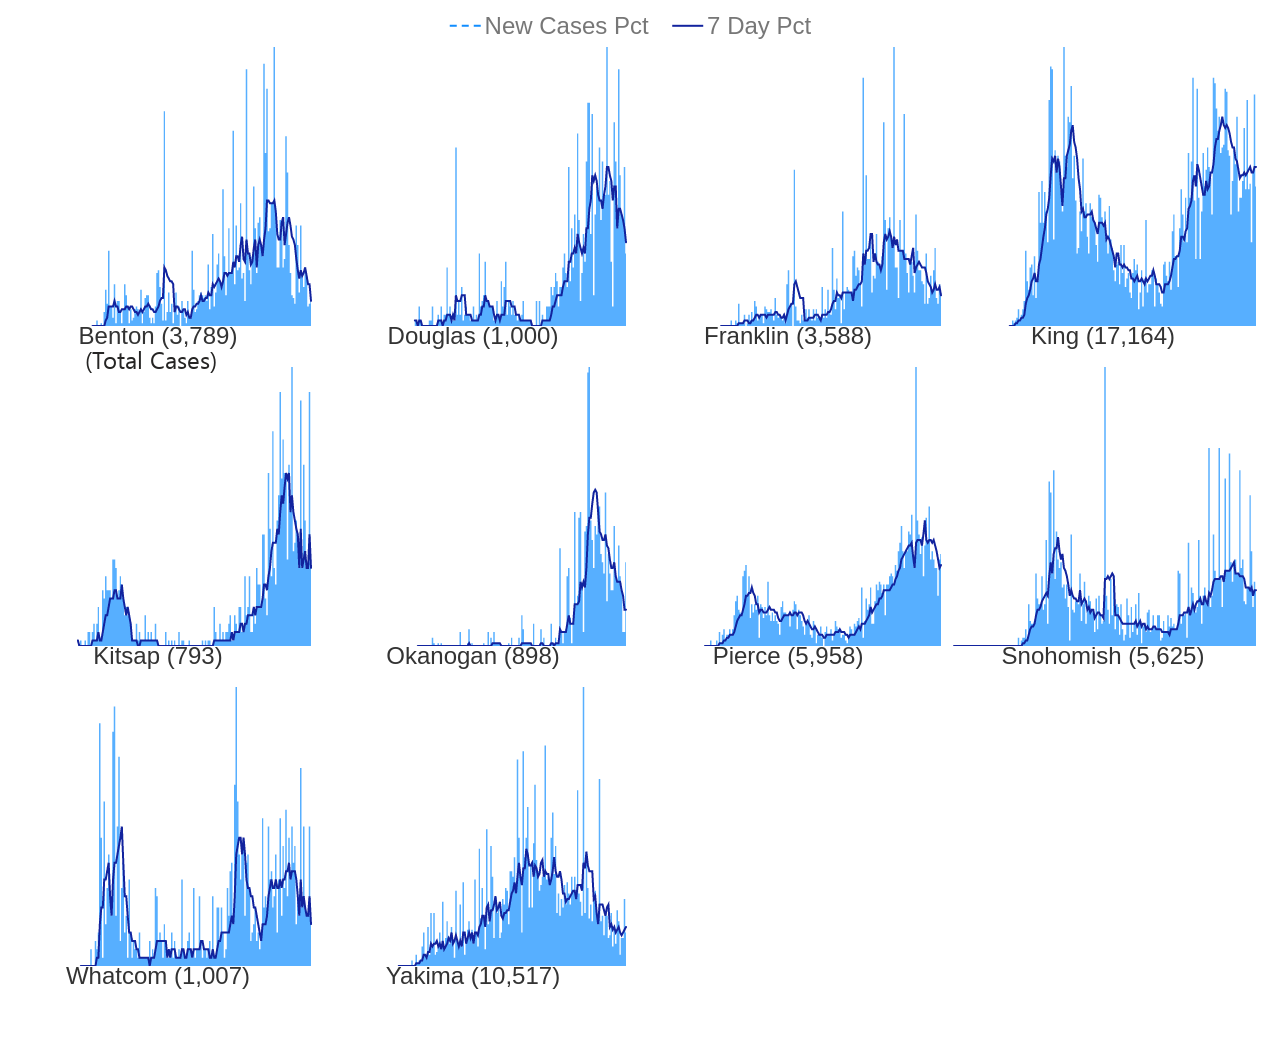 New Cases Pct 7 Day Pct
Benton (3,789) Douglas (1,000) Franklin (3,588) King (17,164)
(Total Cases)
Kitsap (793) Okanogan (898) Pierce (5,958) Snohomish (5,625)
Whatcom (1,007) Yakima (10,517)